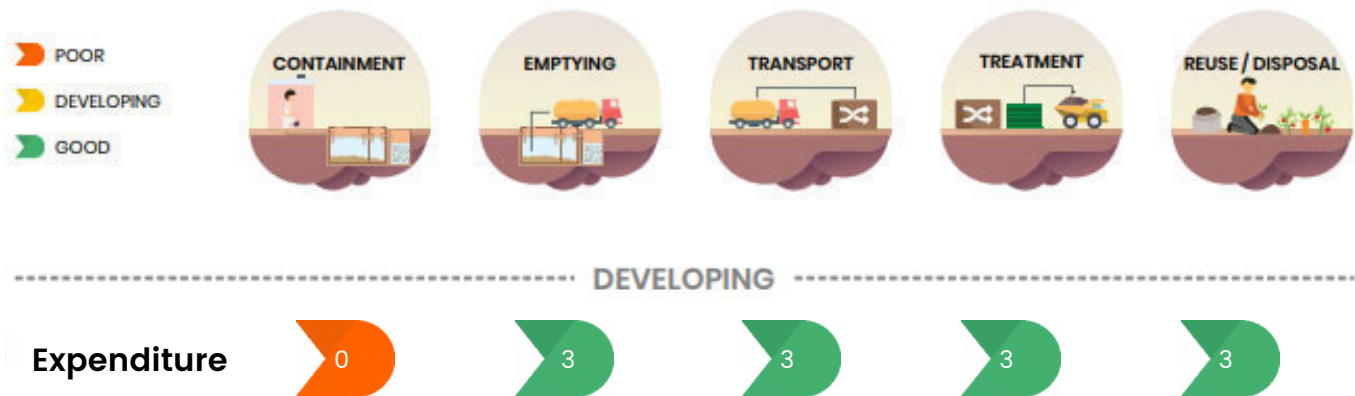 POOR
DEVELOPING
GOOD
CONTAINMENT
EMPTYING
TRANSPORT
TREATMENT
REUSE / DISPOSAL
DEVELOPING
Expenditure
0
3
3
3
3